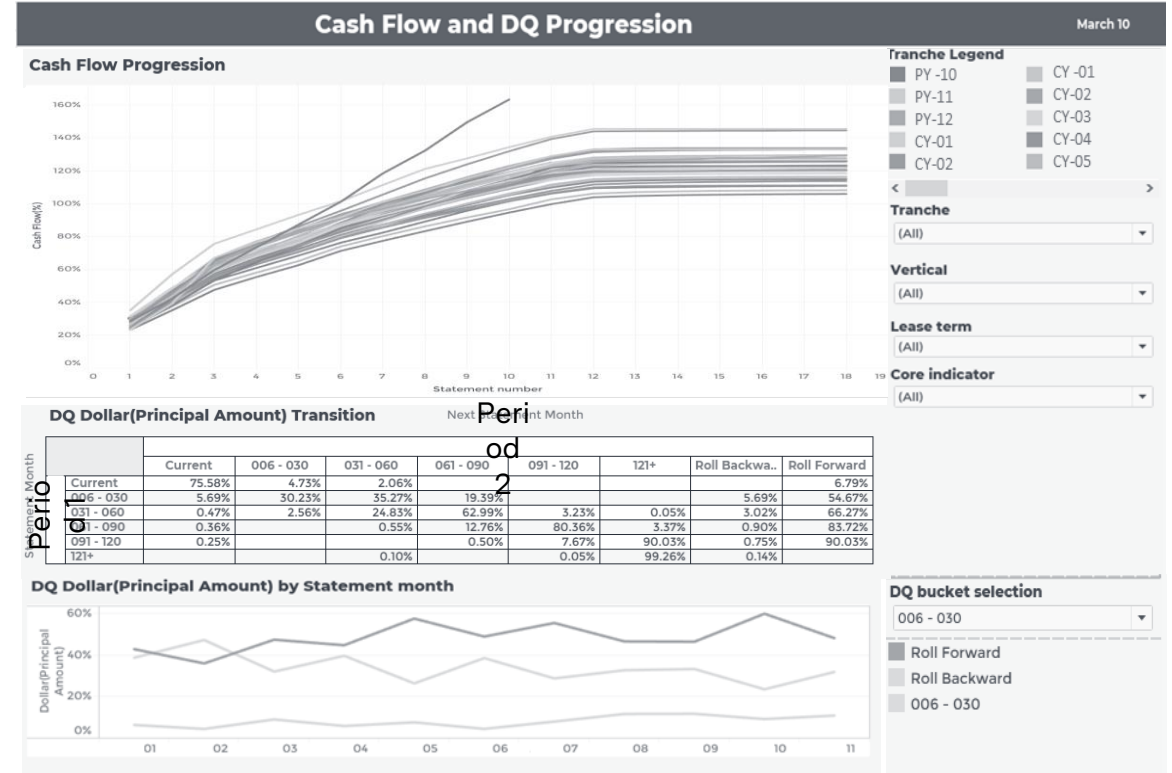 Cash Flow and DQ Progression
March 10
Cash Flow Progression
160%
140%
120%
100%
80%
60%
40%
20%
0%
Cash Flow(%)
0 1 2 3 4 5 6 7 8 9 10 11 12 13 14 15 16 17 18 19
Statement number
Tranche Legend
PY -10 CY -01
PY-11 CY-02
PY-12 CY-03
CY-01 CY-04
CY-02 CY-05
Tranche
(All)
Vertical
(All)
Lease term
(All)
Core indicator
(All)
DQ Dollar(Principal Amount) Transition
Next Statement Month
Peri
od
2
Statement Month
Perio
d1
Current 006 - 030 031 - 060 061 - 090 091 - 120 121+ Roll Backwa.. Roll Forward
Current 75.58% 4.73% 2.06% 6.79%
006 - 030 5.69% 30.23% 35.27% 19.39% 5.69% 54.67%
031 - 060 0.47% 2.56% 24.83% 62.99% 3.23% 0.05% 3.02% 66.27%
061 - 090 0.36% 0.55% 12.76% 80.36% 3.37% 0.90% 83.72%
091 - 120 0.25% 0.50% 7.67% 90.03% 0.75% 90.03%
121+ 0.10% 0.05% 99.26% 0.14%
DQ Dollar(Principal Amount) by Statement month
60%
40%
20%
0%
Dollar(Principal
Amount)
01 02 03 04 05 06 07 08 09 10 11
DQ bucket selection
006 - 030
Roll Forward
Roll Backward
006 - 030